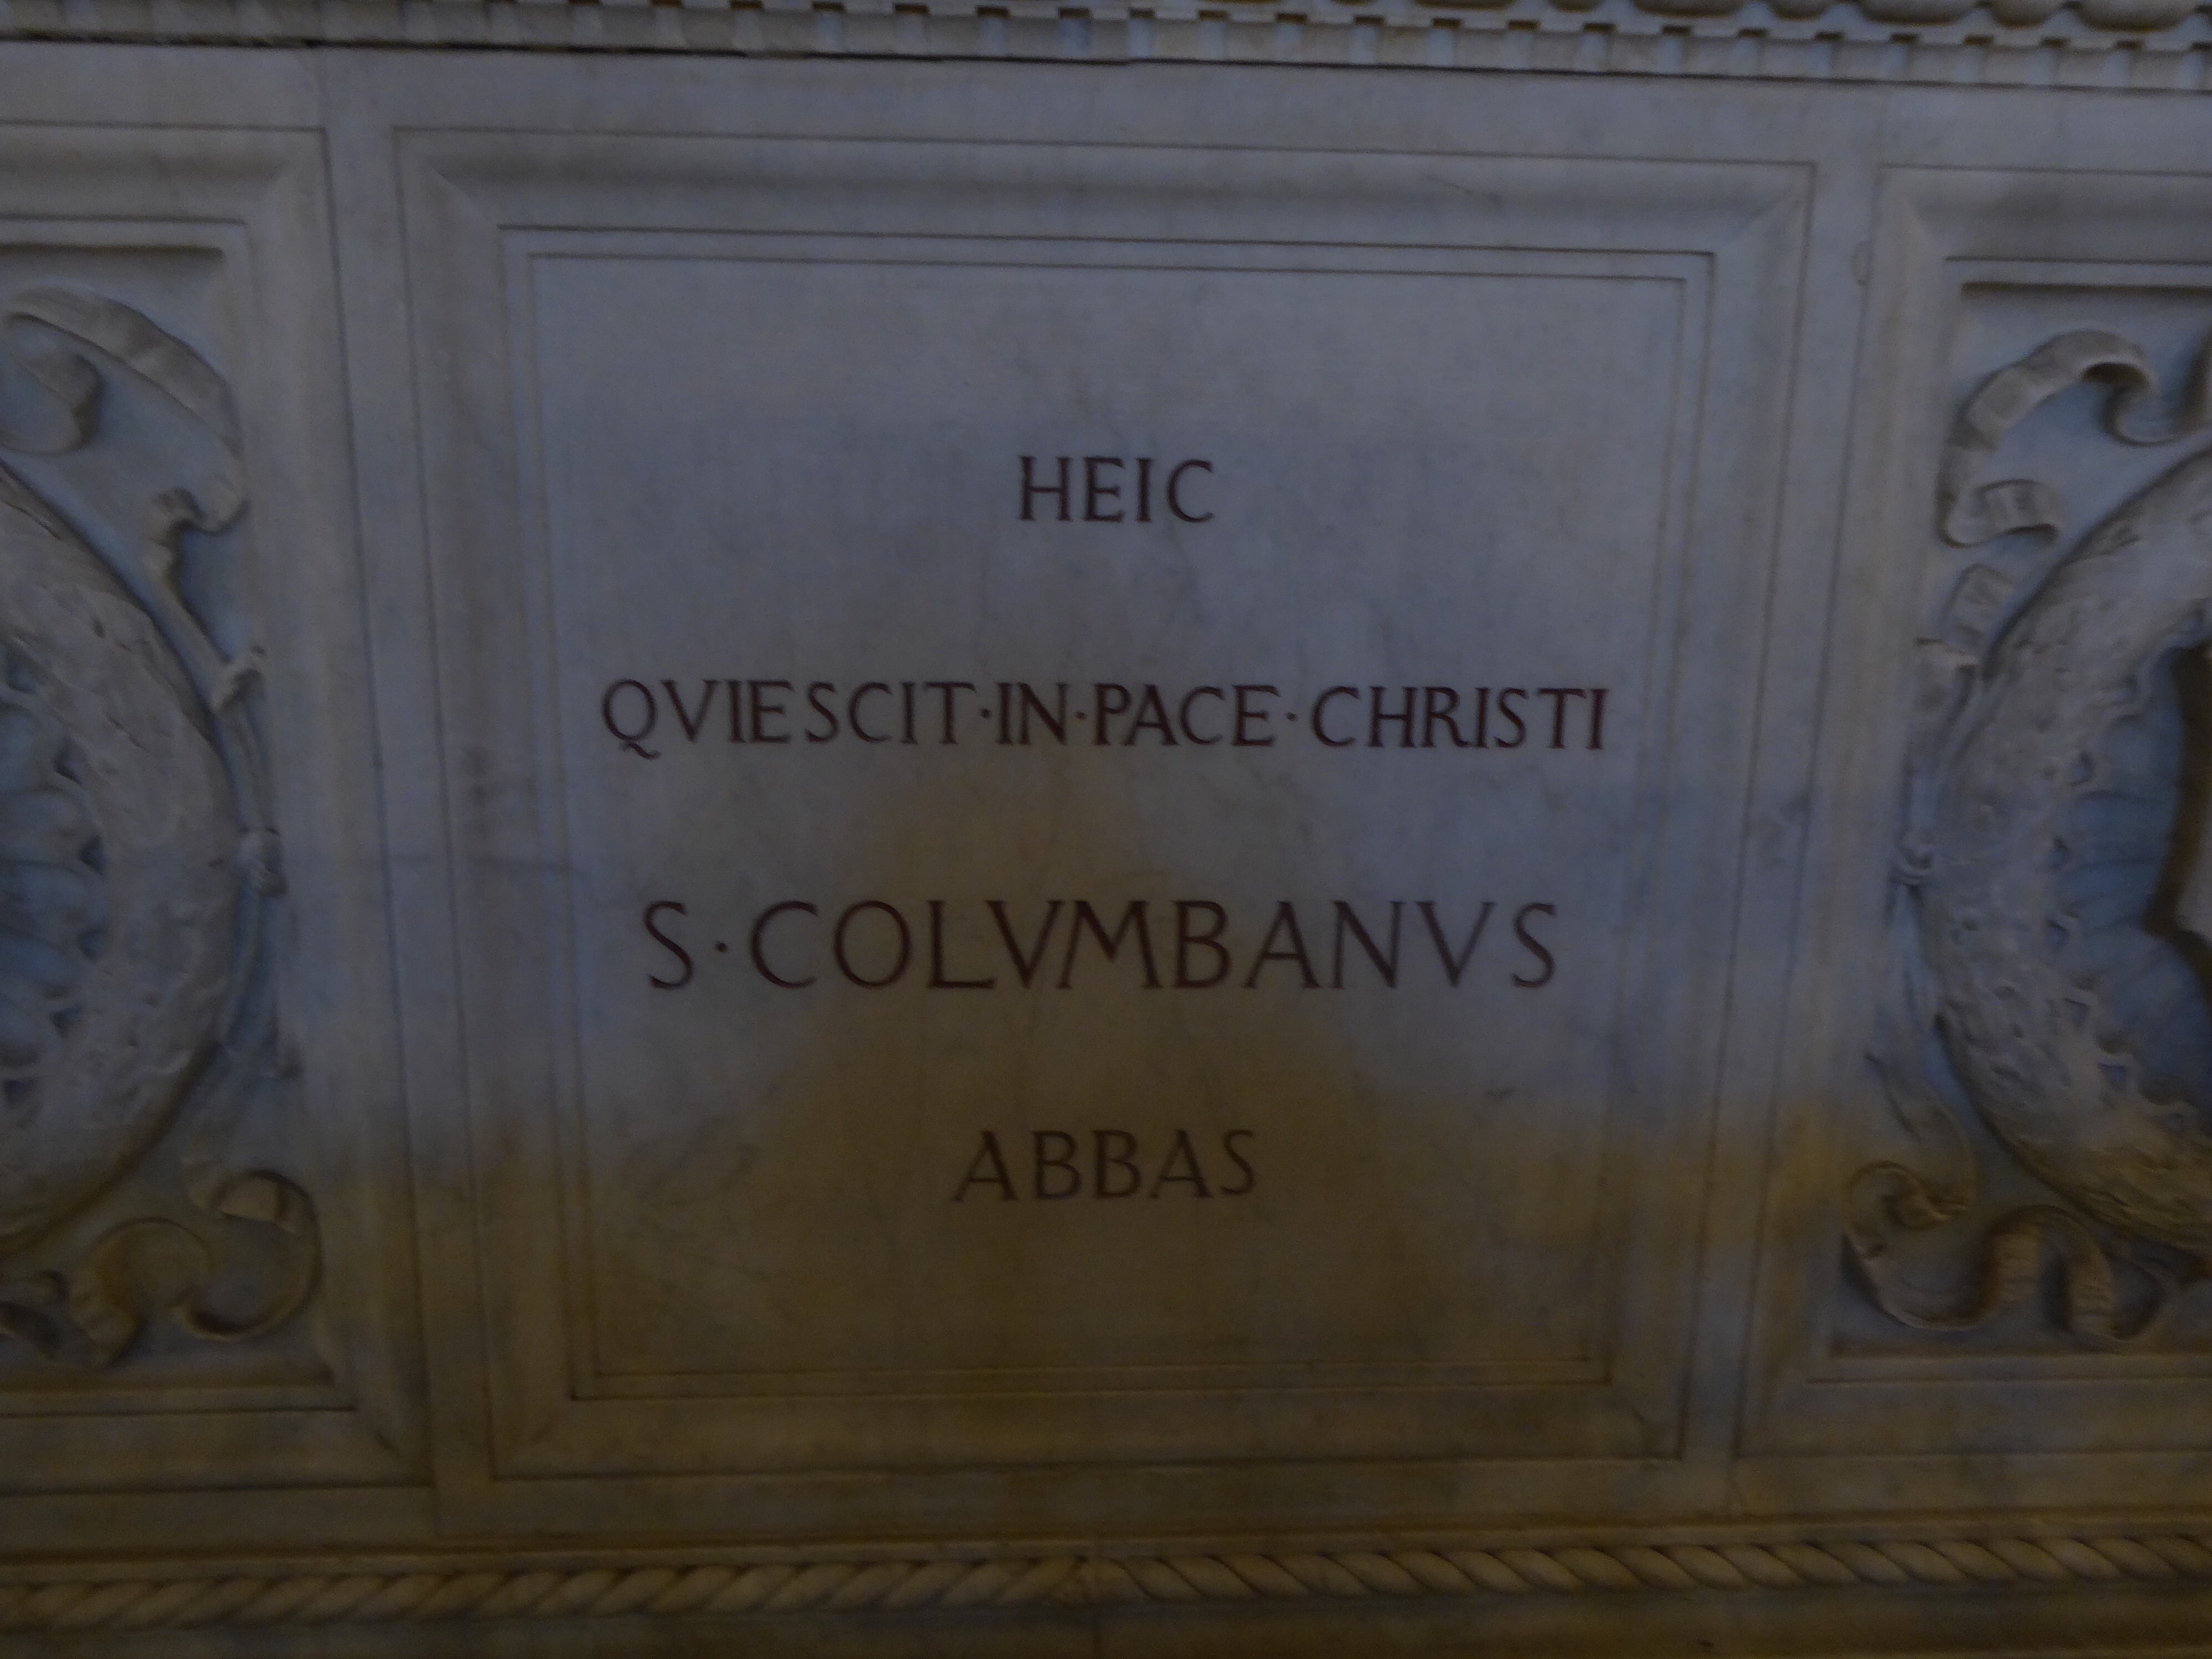 HEIC
QVIESCIT·IN·PACE·CHRISTI
S·COLVMBANVS
ABBAS